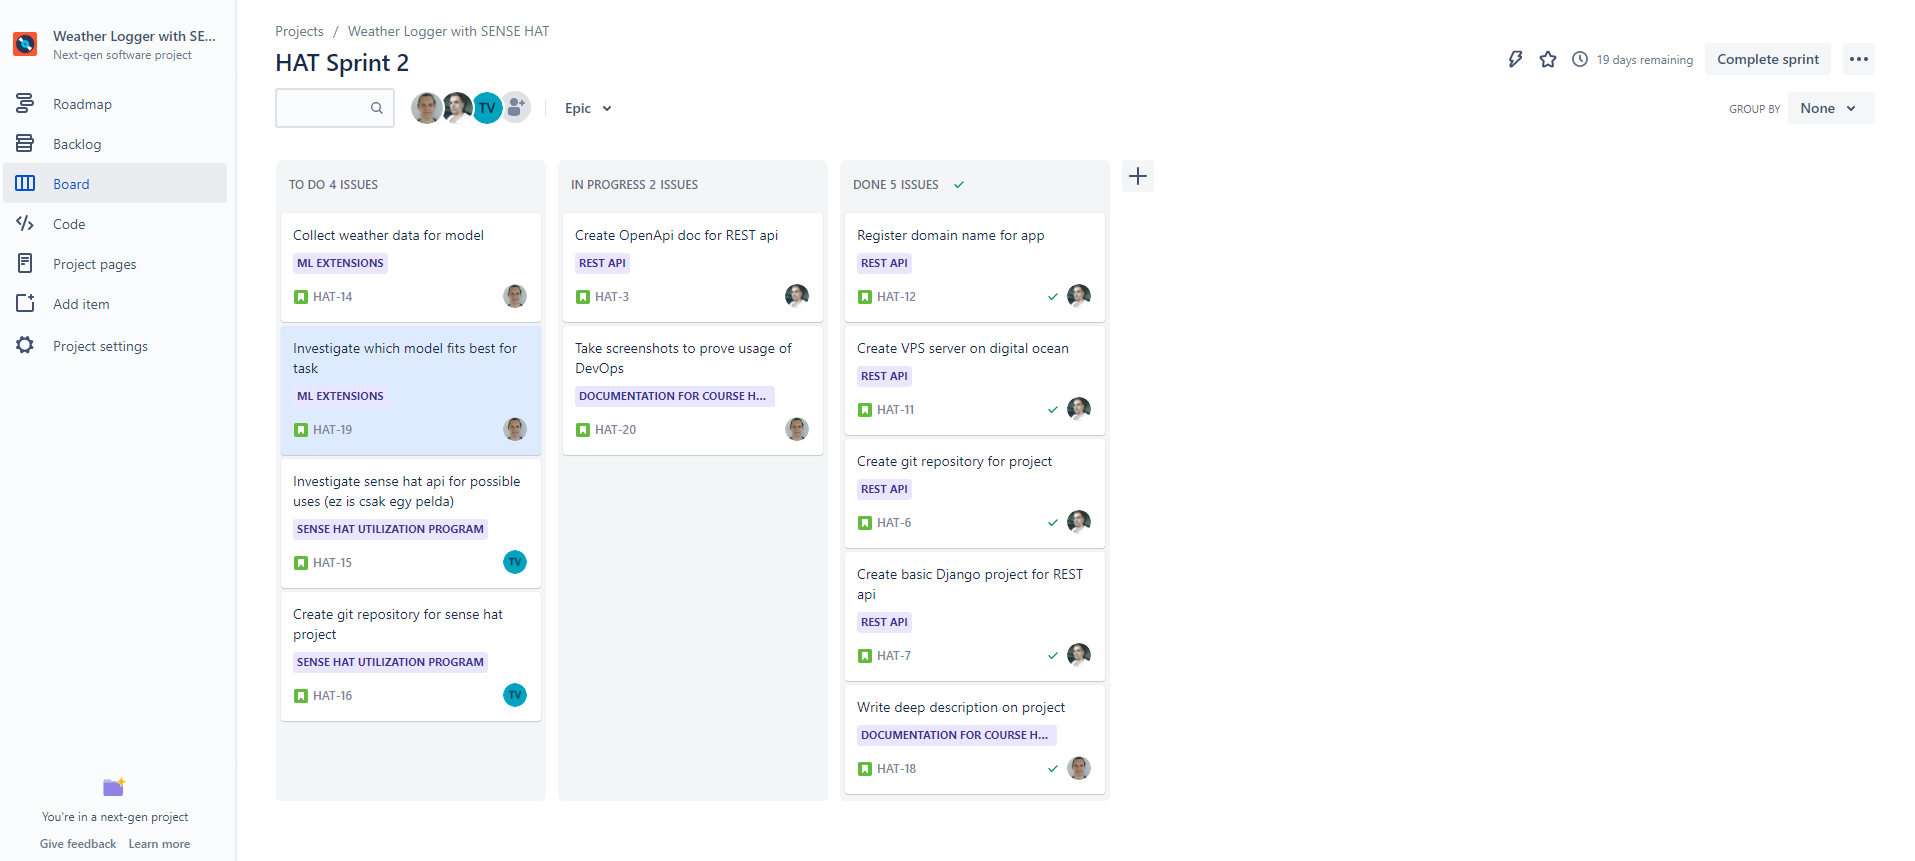 Weather Logger with SE...
Next-gen software project
Roadmap
Backlog
Board
Code
Project pages
Add item
Project settings
You're in a next-gen project
Give feedback Learn more
Projects / Weather Logger with SENSE HAT
HAT Sprint 2
19 days remaining
Complete sprint
TV
Epic
GROUP BY None
TO DO 4 ISSUES
Collect weather data for model
ML EXTENSIONS
HAT-14
Investigate which model fits best for
task
ML EXTENSIONS
HAT-19
Investigate sense hat api for possible
uses (ez is csak egy pelda)
SENSE HAT UTILIZATION PROGRAM
HAT-15 TV
Create git repository for sense hat
project
SENSE HAT UTILIZATION PROGRAM
HAT-16 TV
IN PROGRESS 2 ISSUES
Create OpenApi doc for REST api
REST API
HAT-3
Take screenshots to prove usage of
DevOps
DOCUMENTATION FOR COURSE H...
HAT-20
DONE 5 ISSUES
Register domain name for app
REST API
HAT-12
Create VPS server on digital ocean
REST API
HAT-11
Create git repository for project
REST API
HAT-6
Create basic Django project for REST
api
REST API
HAT-7
Write deep description on project
DOCUMENTATION FOR COURSE H...
HAT-18